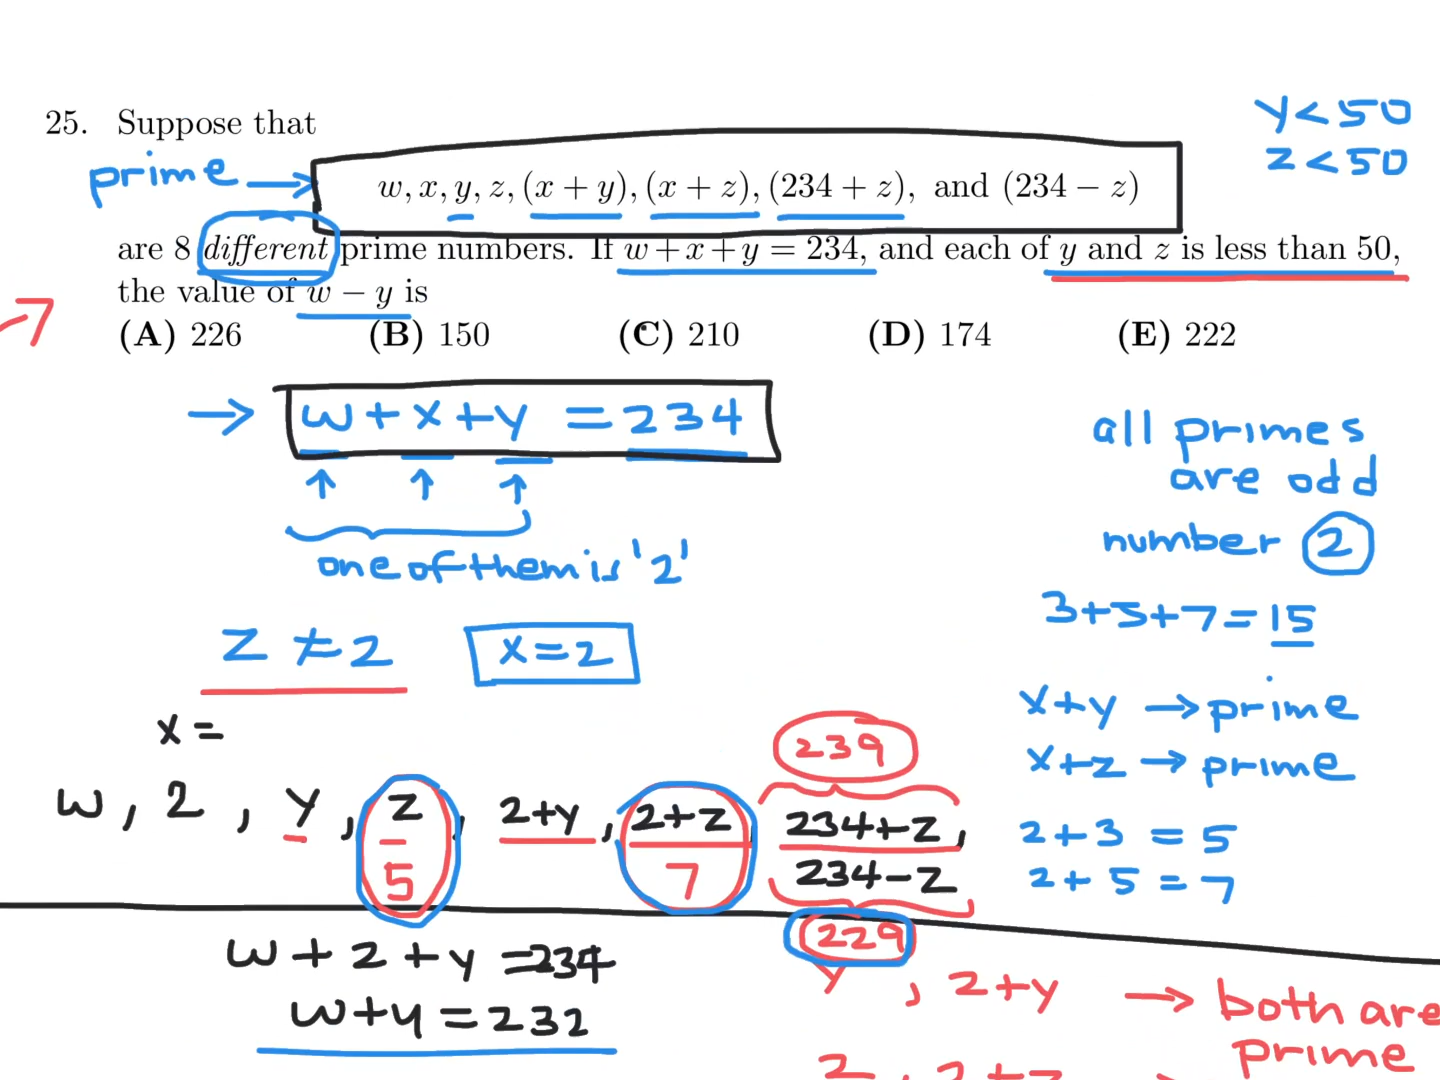 25. Suppose that
y<50
z<50
prime → w, x, y, z, (x + y), (x + z), (234 + z), and (234 − z)
are 8 different prime numbers. If w + x + y = 234, and each of y and z is less than 50,
the value of w − y is
(A) 226 (B) 150 (C) 210 (D) 174 (E) 222
7
→ w + x + y = 234
↑ ↑ ↑
one of them is '2'
all primes
are odd
number 2
3+5+7=15
z ≠ 2 x=2
x+y → prime
x+z → prime
2+3 = 5
2+5 = 7
x =
239
w, 2, y, z, 2+y, 2+z, 234+z,
5 7 234-z
229
w + 2 + y = 234
w+y = 232
y, 2+y → both are
prime
z, 2+z